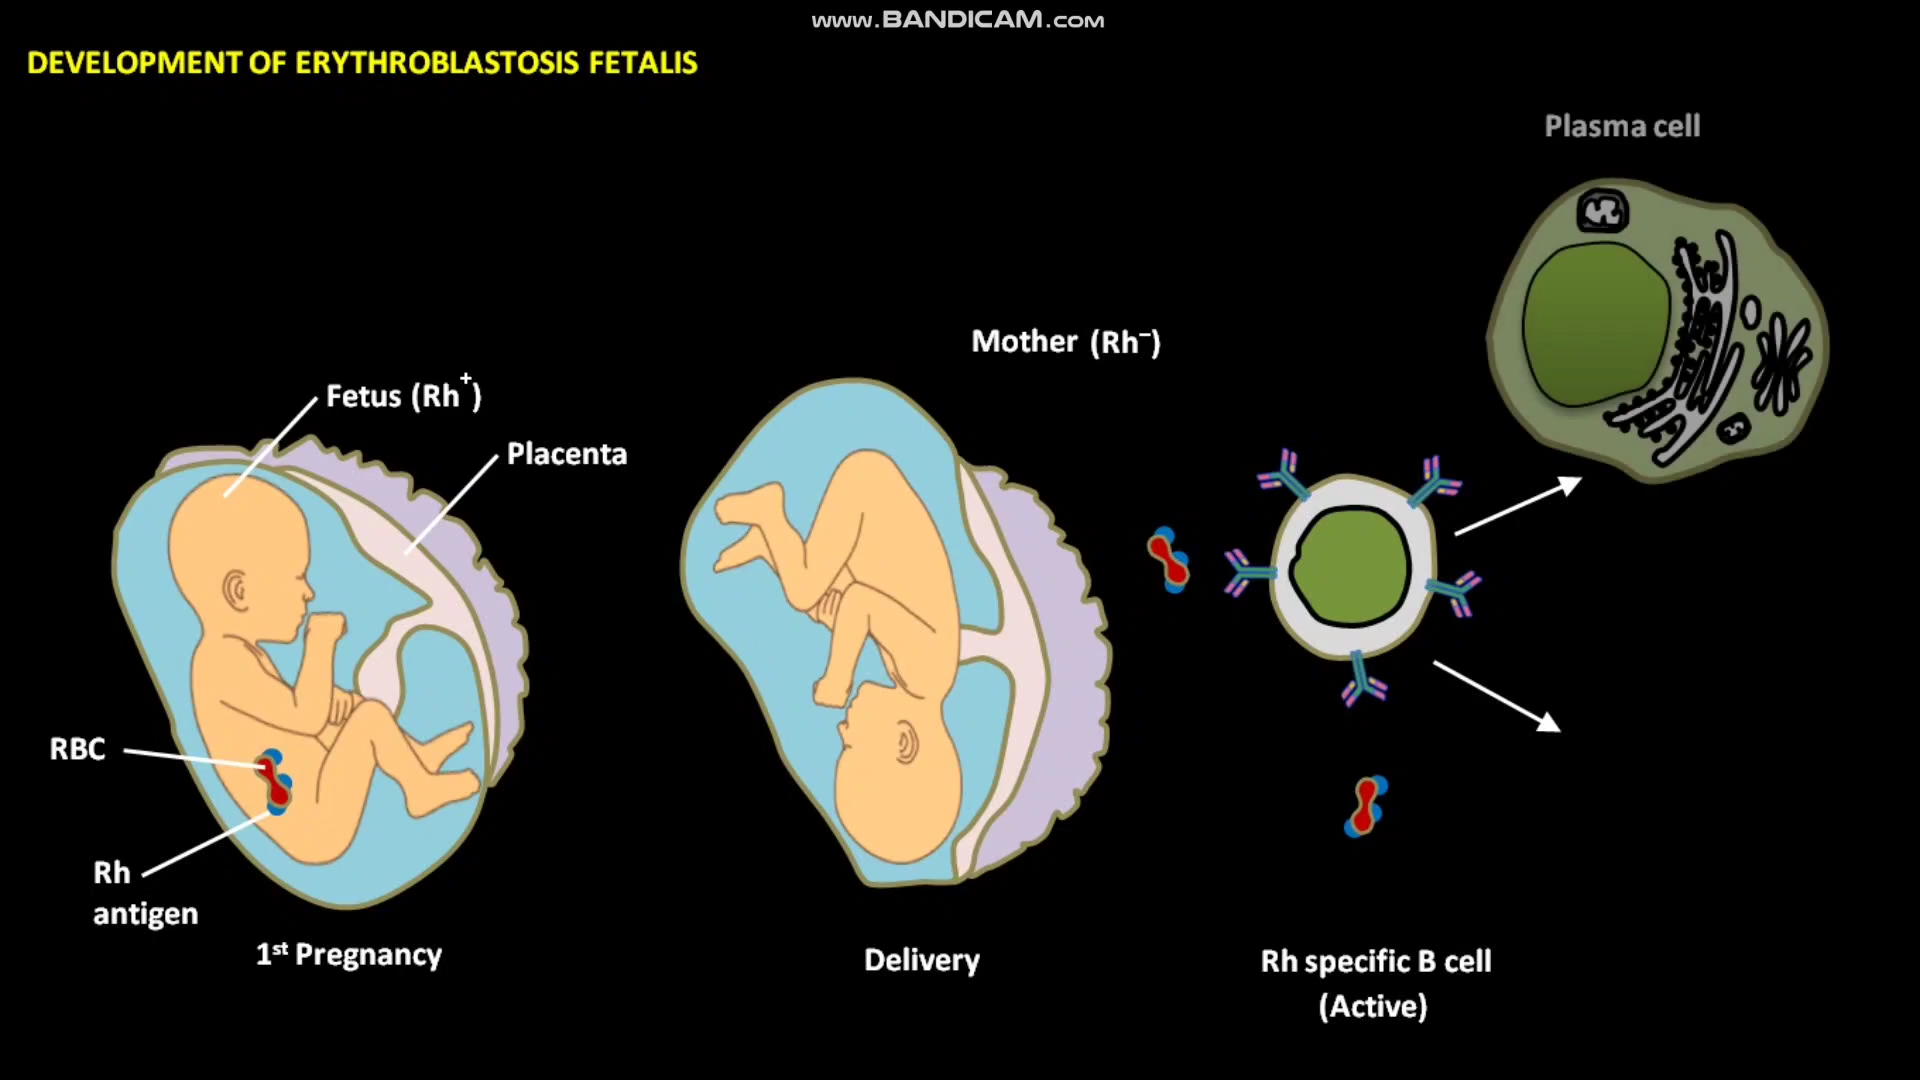 www.BANDICAM.com
DEVELOPMENT OF ERYTHROBLASTOSIS FETALIS
Plasma cell
Mother (Rh⁻)
Fetus (Rh⁺)
Placenta
RBC
Rh
antigen
1st Pregnancy
Delivery
Rh specific B cell
(Active)